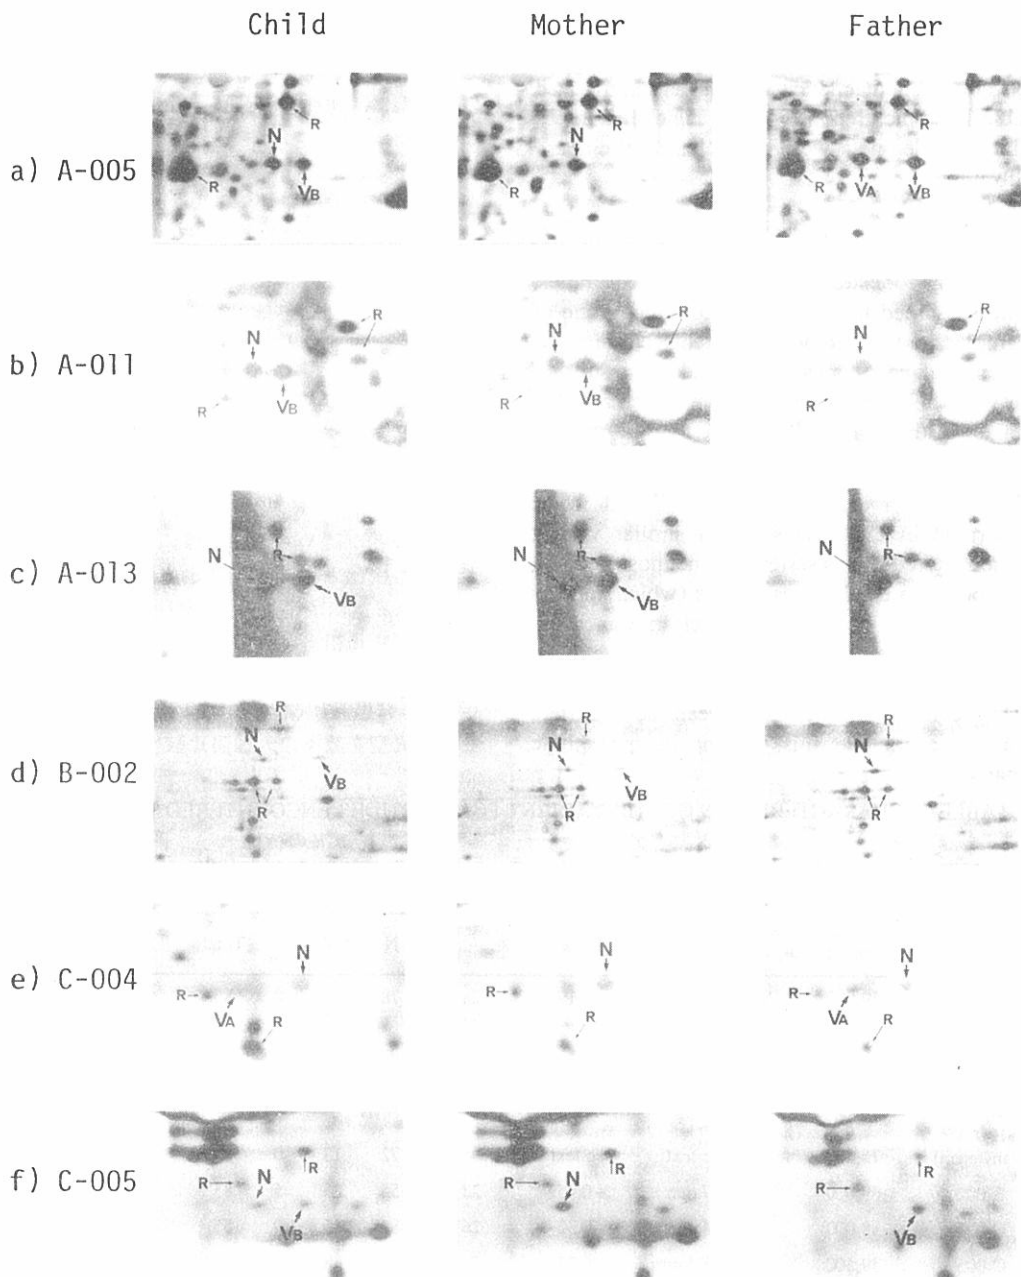 Child Mother Father
a) A-005
R R R
N N
R R VA VB
VB R
b) A-011
R R R
N N N
VB VB
R R R
c) A-013
N N N
R R R
VB VB
d) B-002
R R R
N N N
VB VB
R R R
e) C-004
N N N
R R R
VA VA
R R R
f) C-005
R R R
N N
R R R
VB VB